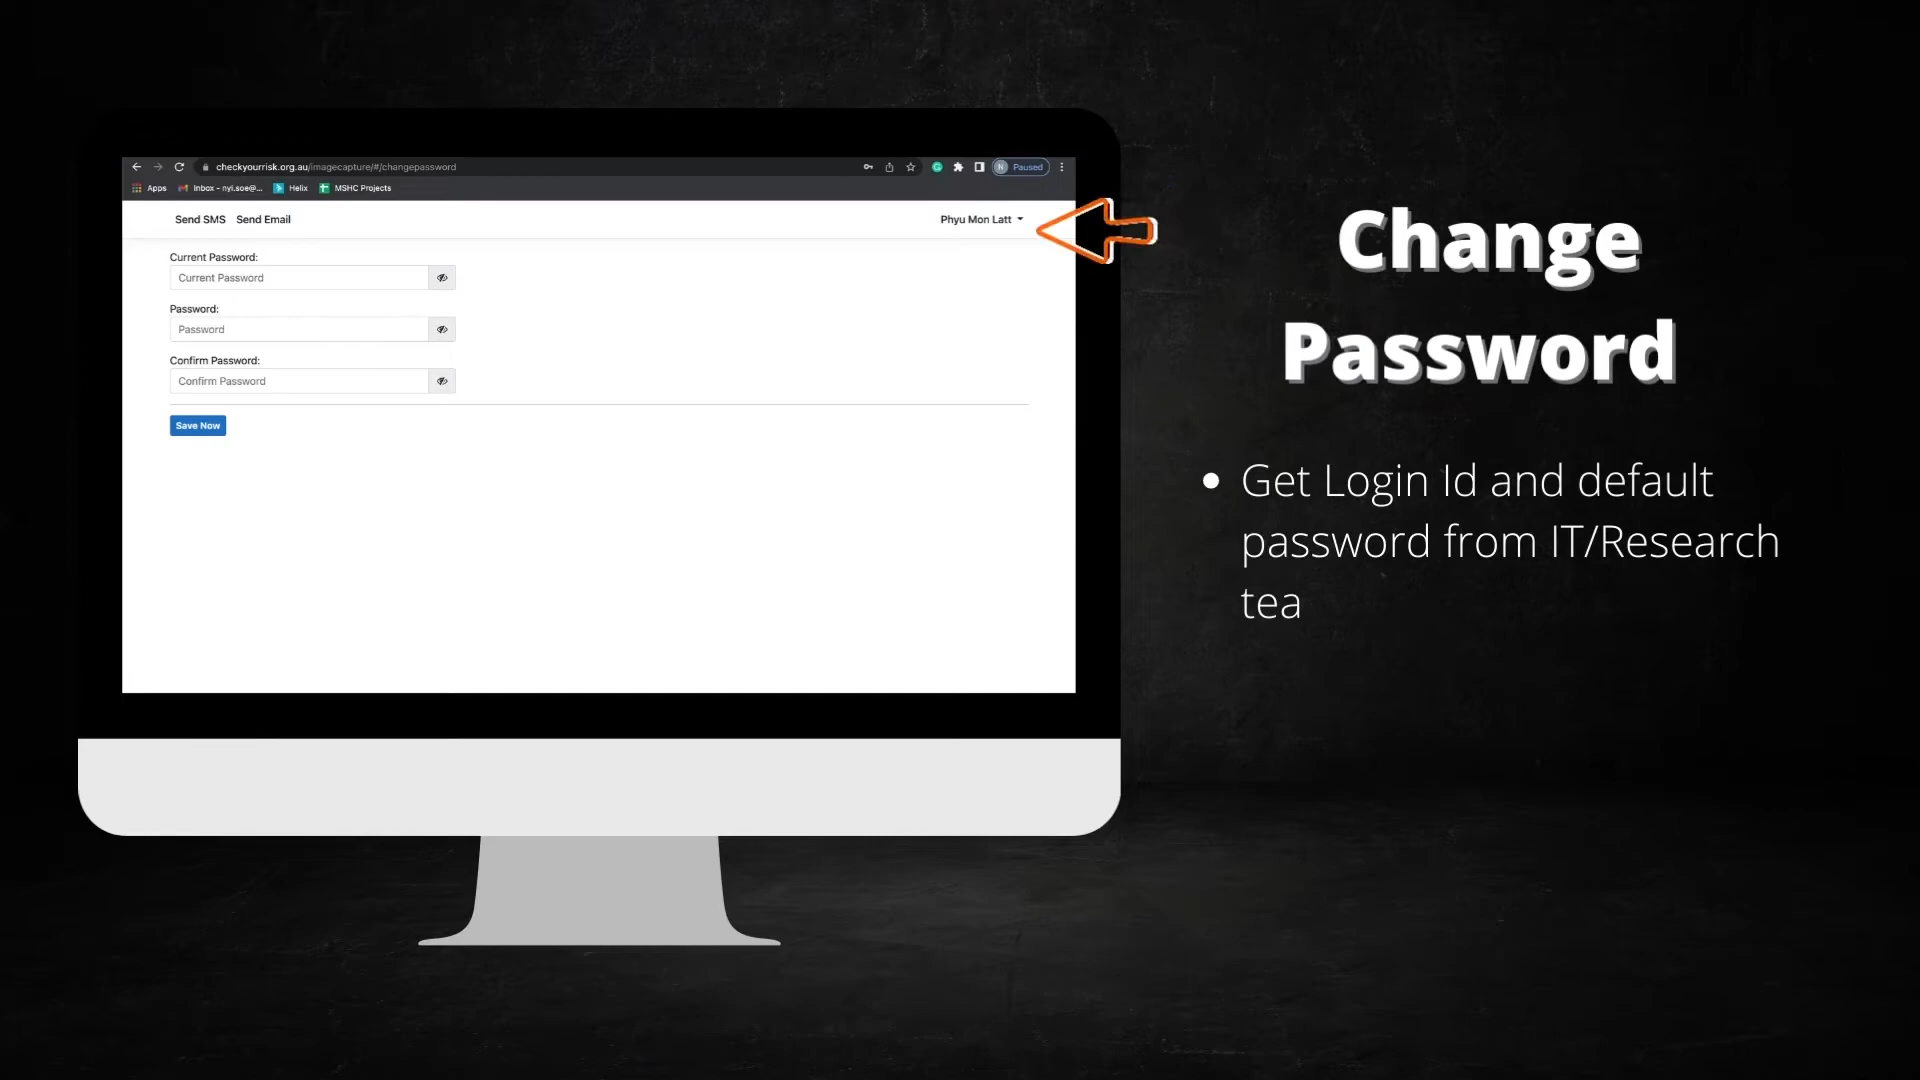 checkyourrisk.org.au/imagecapture/#/changepassword
N Paused
Apps Inbox - nyi.soe@... Helix MSHC Projects
Send SMS Send Email Phyu Mon Latt
Current Password:
Current Password
Password:
Password
Confirm Password:
Confirm Password
Save Now
Change
Password
• Get Login Id and default
password from IT/Research
tea